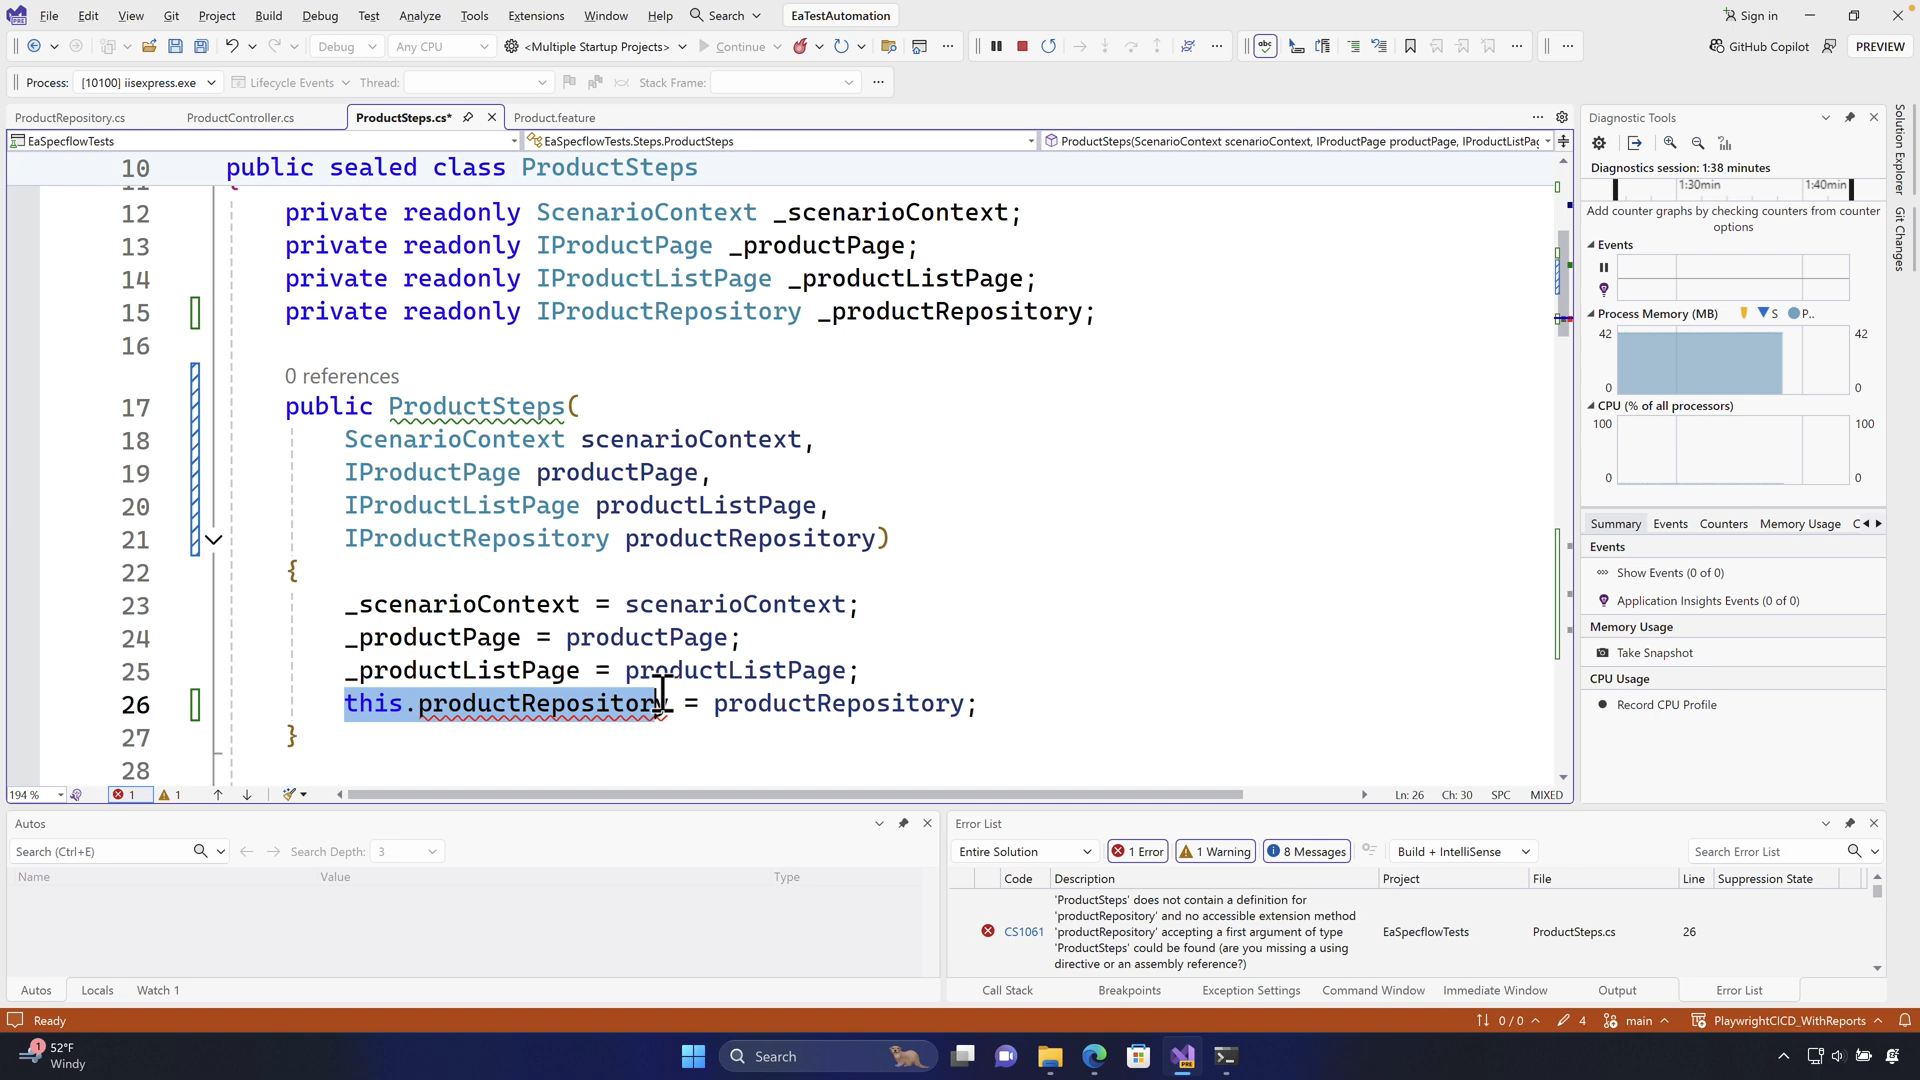 File Edit View Git Project Build Debug Test Analyze Tools Extensions Window Help Search EaTestAutomation Sign in
Debug Any CPU <Multiple Startup Projects> Continue GitHub Copilot PREVIEW
Process: [10100] iisexpress.exe Lifecycle Events Thread: Stack Frame:
ProductRepository.cs ProductController.cs ProductSteps.cs* Product.feature
EaSpecflowTests EaSpecflowTests.Steps.ProductSteps ProductSteps(ScenarioContext scenarioContext, IProductPage productPage, IProductListPag
10 public sealed class ProductSteps
11 {
12 private readonly ScenarioContext _scenarioContext;
13 private readonly IProductPage _productPage;
14 private readonly IProductListPage _productListPage;
15 private readonly IProductRepository _productRepository;
16
0 references
17 public ProductSteps(
18 ScenarioContext scenarioContext,
19 IProductPage productPage,
20 IProductListPage productListPage,
21 IProductRepository productRepository)
22 {
23 _scenarioContext = scenarioContext;
24 _productPage = productPage;
25 _productListPage = productListPage;
26 this.productRepository = productRepository;
27 }
28
194 % 1 1 Ln: 26 Ch: 30 SPC MIXED
Diagnostic Tools
Diagnostics session: 1:38 minutes
1:30min 1:40min
Add counter graphs by checking counters from counter
options
Events
Process Memory (MB) S P..
42 42
0 0
CPU (% of all processors)
100 100
0 0
Summary Events Counters Memory Usage C
Events
Show Events (0 of 0)
Application Insights Events (0 of 0)
Memory Usage
Take Snapshot
CPU Usage
Record CPU Profile
Solution Explorer
Git Changes
Autos
Search (Ctrl+E) Search Depth: 3
Name Value Type
Autos Locals Watch 1
Error List
Entire Solution 1 Error 1 Warning 8 Messages Build + IntelliSense Search Error List
Code Description Project File Line Suppression State
'ProductSteps' does not contain a definition for
'productRepository' and no accessible extension method
CS1061 'productRepository' accepting a first argument of type EaSpecflowTests ProductSteps.cs 26
'ProductSteps' could be found (are you missing a using
directive or an assembly reference?)
Call Stack Breakpoints Exception Settings Command Window Immediate Window Output Error List
Ready 0 / 0 4 main PlaywrightCICD_WithReports
1 52°F
Windy
Search